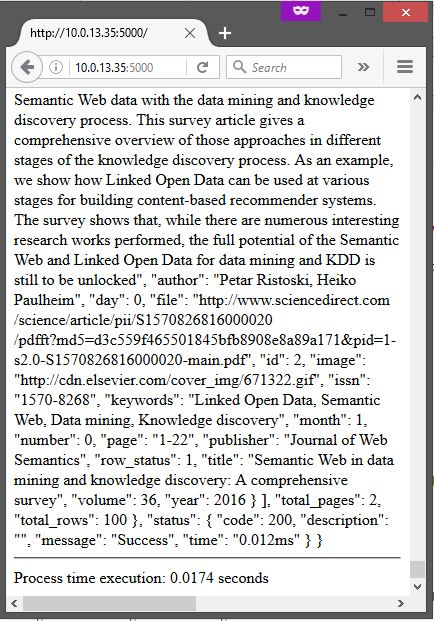 http://10.0.13.35:5000/
10.0.13.35:5000
Search
Semantic Web data with the data mining and knowledge
discovery process. This survey article gives a
comprehensive overview of those approaches in different
stages of the knowledge discovery process. As an example,
we show how Linked Open Data can be used at various
stages for building content-based recommender systems.
The survey shows that, while there are numerous interesting
research works performed, the full potential of the Semantic
Web and Linked Open Data for data mining and KDD is
still to be unlocked", "author": "Petar Ristoski, Heiko
Paulheim", "day": 0, "file": "http://www.sciencedirect.com
/science/article/pii/S1570826816000020
/pdfft?md5=d3c559f465501845bfb8908e8a89a171&pid=1-
s2.0-S1570826816000020-main.pdf", "id": 2, "image":
"http://cdn.elsevier.com/cover_img/671322.gif", "issn":
"1570-8268", "keywords": "Linked Open Data, Semantic
Web, Data mining, Knowledge discovery", "month": 1,
"number": 0, "page": "1-22", "publisher": "Journal of Web
Semantics", "row_status": 1, "title": "Semantic Web in data
mining and knowledge discovery: A comprehensive
survey", "volume": 36, "year": 2016 } ], "total_pages": 2,
"total_rows": 100 }, "status": { "code": 200, "description":
"", "message": "Success", "time": "0.012ms" } }
Process time execution: 0.0174 seconds